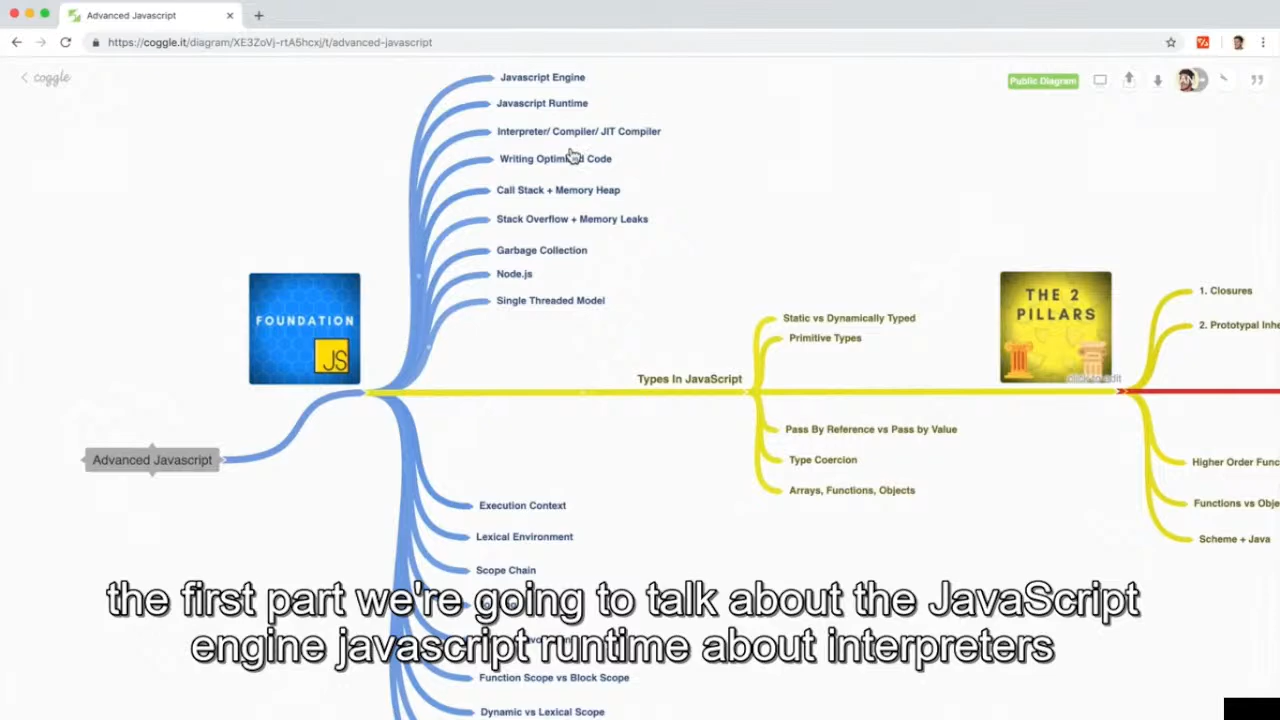 Advanced Javascript
https://coggle.it/diagram/XE3ZoVj-rtA5hcxj/t/advanced-javascript
coggle
Public Diagram
Javascript Engine
Javascript Runtime
Interpreter/ Compiler/ JIT Compiler
Writing Optimized Code
Call Stack + Memory Heap
Stack Overflow + Memory Leaks
Garbage Collection
Node.js
Single Threaded Model
FOUNDATION
JS
Advanced Javascript
Types In JavaScript
Static vs Dynamically Typed
Primitive Types
Pass By Reference vs Pass by Value
Type Coercion
Arrays, Functions, Objects
THE 2
PILLARS
1. Closures
2. Prototypal Inhe
Higher Order Func
Functions vs Obje
Scheme + Java
Execution Context
Lexical Environment
Scope Chain
Function Scope vs Block Scope
Dynamic vs Lexical Scope
the first part we're going to talk about the JavaScript
engine javascript runtime about interpreters